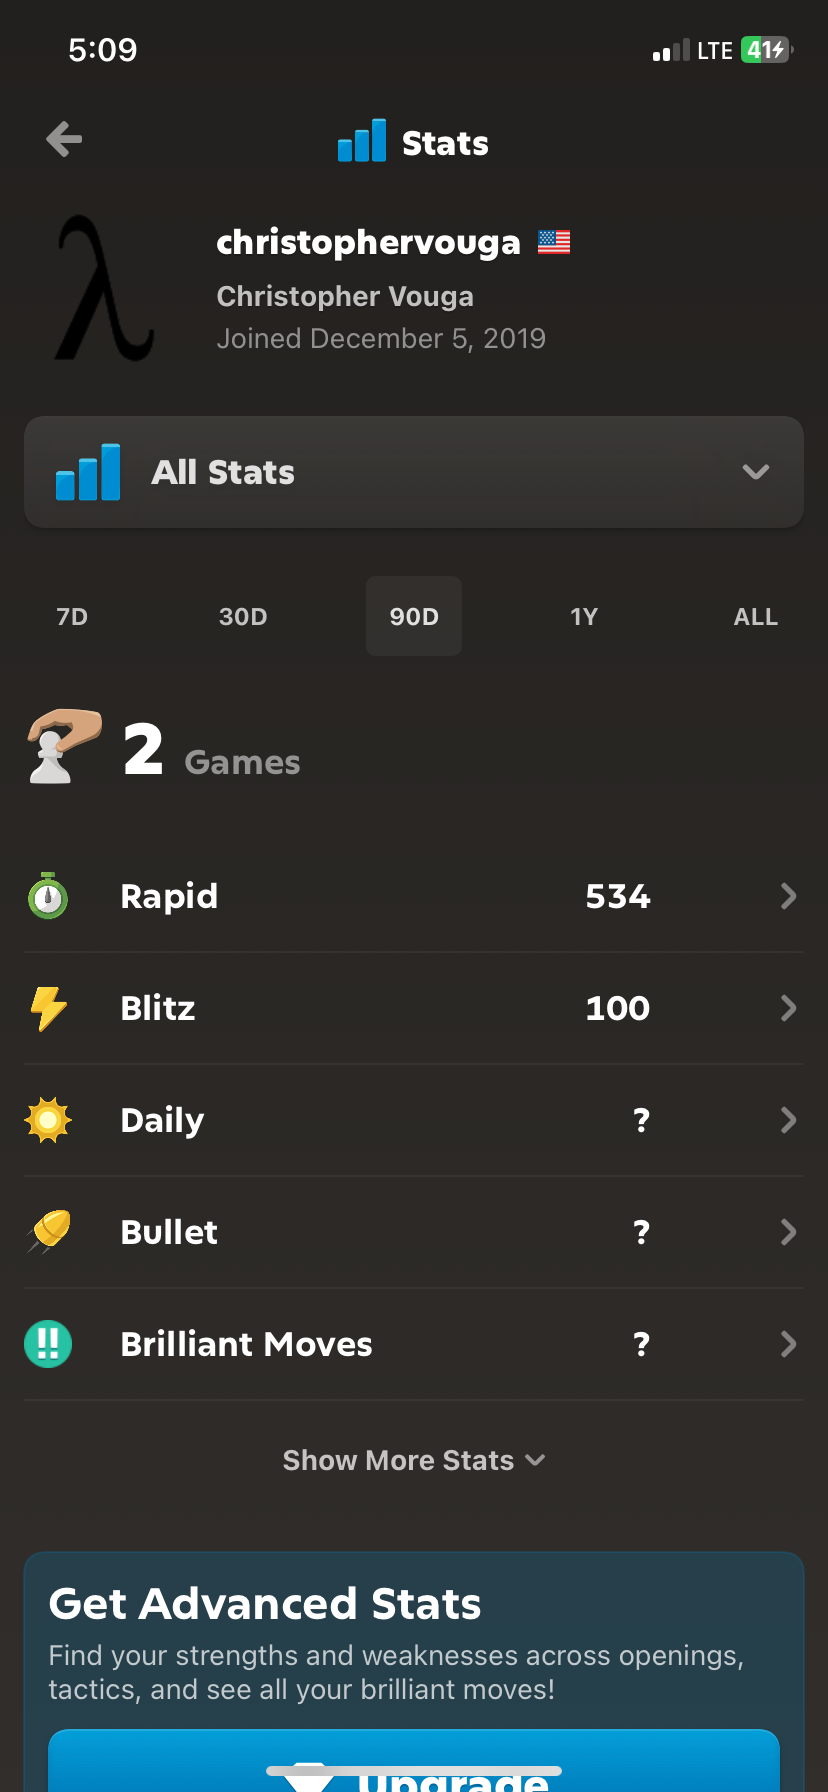 5:09
LTE 41
Stats
λ
christophervouga
Christopher Vouga
Joined December 5, 2019
All Stats
7D 30D 90D 1Y ALL
2 Games
Rapid 534
Blitz 100
Daily ?
Bullet ?
!! Brilliant Moves ?
Show More Stats
Get Advanced Stats
Find your strengths and weaknesses across openings,
tactics, and see all your brilliant moves!
Upgrade